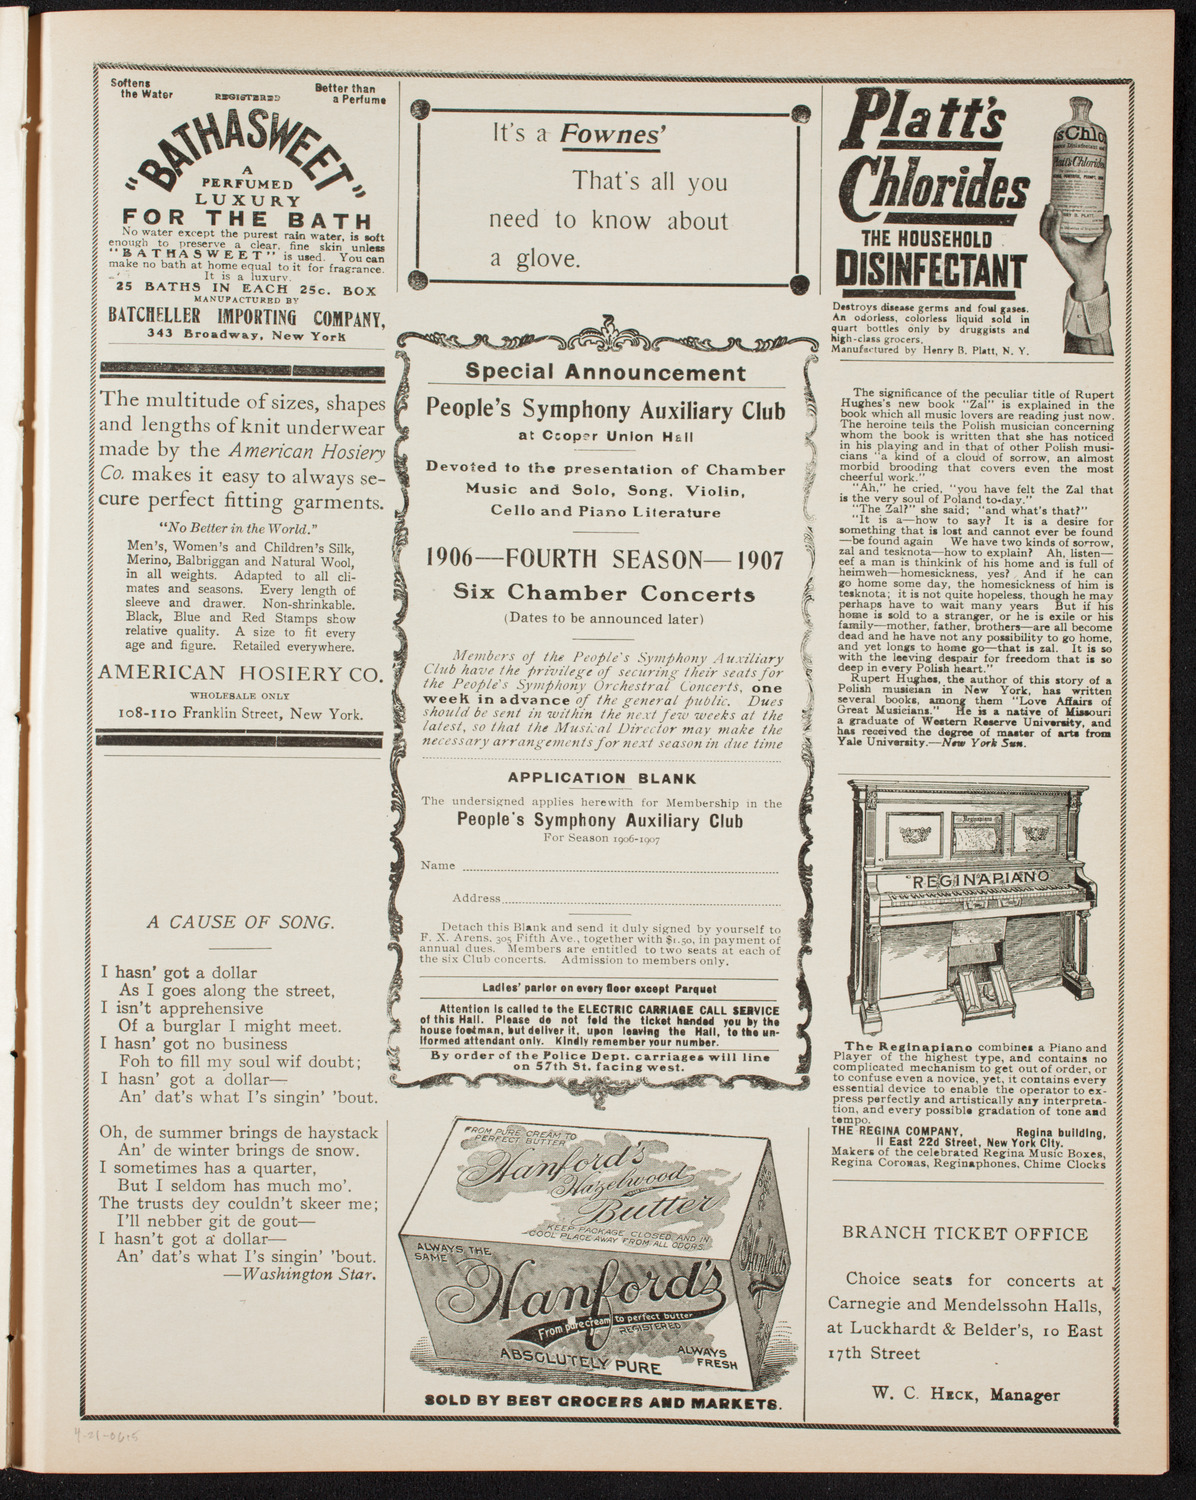 Softens
the Water
REGISTERED
Better than
a Perfume
"BATHASWEET"
A
PERFUMED
LUXURY
FOR THE BATH
No water except the purest rain water, is soft
enough to preserve a clear, fine skin unless
"BATHASWEET" is used. You can
make no bath at home equal to it for fragrance.
It is a luxury.
25 BATHS IN EACH 25c. BOX
MANUFACTURED BY
BATCHELLER IMPORTING COMPANY,
343 Broadway, New York
The multitude of sizes, shapes
and lengths of knit underwear
made by the American Hosiery
Co. makes it easy to always se-
cure perfect fitting garments.
"No Better in the World."
Men's, Women's and Children's Silk,
Merino, Balbriggan and Natural Wool,
in all weights. Adapted to all cli-
mates and seasons. Every length of
sleeve and drawer. Non-shrinkable.
Black, Blue and Red Stamps show
relative quality. A size to fit every
age and figure. Retailed everywhere.
AMERICAN HOSIERY CO.
WHOLESALE ONLY
108-110 Franklin Street, New York.
A CAUSE OF SONG.
I hasn' got a dollar
As I goes along the street,
I isn't apprehensive
Of a burglar I might meet.
I hasn' got no business
Foh to fill my soul wif doubt;
I hasn' got a dollar—
An' dat's what I's singin' 'bout.
Oh, de summer brings de haystack
An' de winter brings de snow.
I sometimes has a quarter,
But I seldom has much mo'.
The trusts dey couldn't skeer me;
I'll nebber git de gout—
I hasn't got a dollar—
An' dat's what I's singin' 'bout.
—Washington Star.
It's a Fownes'
That's all you
need to know about
a glove.
Special Announcement
People's Symphony Auxiliary Club
at Cooper Union Hall
Devoted to the presentation of Chamber
Music and Solo, Song, Violin,
Cello and Piano Literature
1906—FOURTH SEASON—1907
Six Chamber Concerts
(Dates to be announced later)
Members of the People's Symphony Auxiliary
Club have the privilege of securing their seats for
the People's Symphony Orchestral Concerts, one
week in advance of the general public. Dues
should be sent in within the next few weeks at the
latest, so that the Musical Director may make the
necessary arrangements for next season in due time
APPLICATION BLANK
The undersigned applies herewith for Membership in the
People's Symphony Auxiliary Club
For Season 1906-1907
Name
Address
Detach this Blank and send it duly signed by yourself to
F. X. Arens, 305 Fifth Ave., together with $1.50, in payment of
annual dues. Members are entitled to two seats at each of
the six Club concerts. Admission to members only.
Ladies' parlor on every floor except Parquet
Attention is called to the ELECTRIC CARRIAGE CALL SERVICE
of this Hall. Please do not fold the ticket handed you by the
house footman, but deliver it, upon leaving the Hall, to the un-
iformed attendant only. Kindly remember your number.
By order of the Police Dept. carriages will line
on 57th St. facing west.
FROM PURE CREAM TO
PERFECT BUTTER
Hanford's
Hazelwood
Butter
KEEP PACKAGE CLOSED AND IN
COOL PLACE AWAY FROM ALL ODORS.
ALWAYS THE
SAME
Hanford's
From pure cream to perfect butter
REGISTERED
ABSOLUTELY PURE
ALWAYS
FRESH
SOLD BY BEST GROCERS AND MARKETS.
Platt's
Chlorides
THE HOUSEHOLD
DISINFECTANT
Destroys disease germs and foul gases.
An odorless, colorless liquid sold in
quart bottles only by druggists and
high-class grocers.
Manufactured by Henry B. Platt, N. Y.
The significance of the peculiar title of Rupert
Hughes's new book "Zal" is explained in the
book which all music lovers are reading just now.
The heroine tells the Polish musician concerning
whom the book is written that she has noticed
in his playing and in that of other Polish musi-
cians "a kind of a cloud of sorrow, an almost
morbid brooding that covers even the most
cheerful work."
"Ah," he cried, "you have felt the Zal that
is the very soul of Poland to-day."
"The Zal?" she said; "and what's that?"
"It is a—how to say? It is a desire for
something that is lost and cannot ever be found
—be found again We have two kinds of sorrow,
zal and tesknota—how to explain? Ah, listen—
eef a man is thinkink of his home and is full of
heimweh—homesickness, yes? And if he can
go home some day, the homesickness of him is
tesknota; it is not quite hopeless, though he may
perhaps have to wait many years But if his
home is sold to a stranger, or he is exile or his
family—mother, father, brothers—are all become
dead and he have not any possibility to go home,
and yet longs to home go—that is zal. It is so
with the leeving despair for freedom that is so
deep in every Polish heart."
Rupert Hughes, the author of this story of a
Polish musician in New York, has written
several books, among them "Love Affairs of
Great Musicians." He is a native of Missouri
a graduate of Western Reserve University, and
has received the degree of master of arts from
Yale University.—New York Sun.
Reginapiano
"REGINAPIANO
The Reginapiano combines a Piano and
Player of the highest type, and contains no
complicated mechanism to get out of order, or
to confuse even a novice, yet, it contains every
essential device to enable the operator to ex-
press perfectly and artistically any interpreta-
tion, and every possible gradation of tone and
tempo.
THE REGINA COMPANY, Regina building,
11 East 22d Street, New York City.
Makers of the celebrated Regina Music Boxes,
Regina Coronas, Reginaphones, Chime Clocks
BRANCH TICKET OFFICE
Choice seats for concerts at
Carnegie and Mendelssohn Halls,
at Luckhardt & Belder's, 10 East
17th Street
W. C. HECK, Manager
4-21-06:5